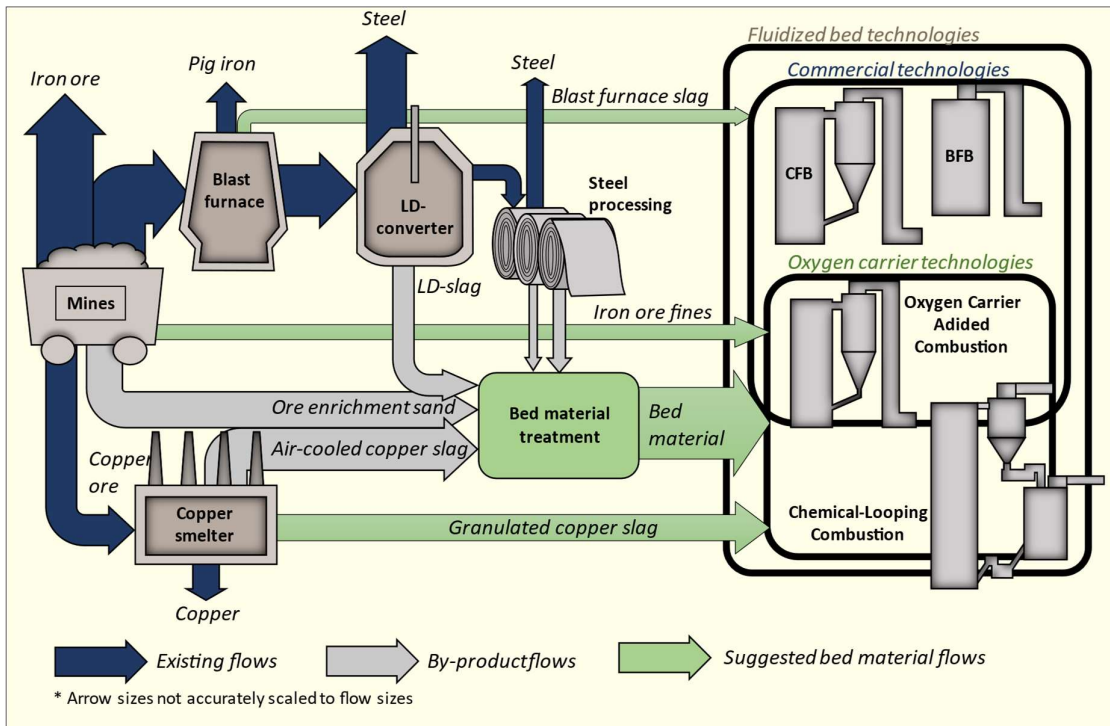 Steel
Fluidized bed technologies
Iron ore
Pig iron
Steel
Commercial technologies
Blast furnace slag
Blast
furnace
LD-
converter
Steel
processing
CFB
BFB
Mines
LD-slag
Oxygen carrier technologies
Iron ore fines
Oxygen Carrier
Adided
Combustion
Ore enrichment sand
Bed material
treatment
Bed
material
Air-cooled copper slag
Copper
ore
Copper
smelter
Granulated copper slag
Chemical-Looping
Combustion
Copper
Existing flows
By-productflows
Suggested bed material flows
* Arrow sizes not accurately scaled to flow sizes